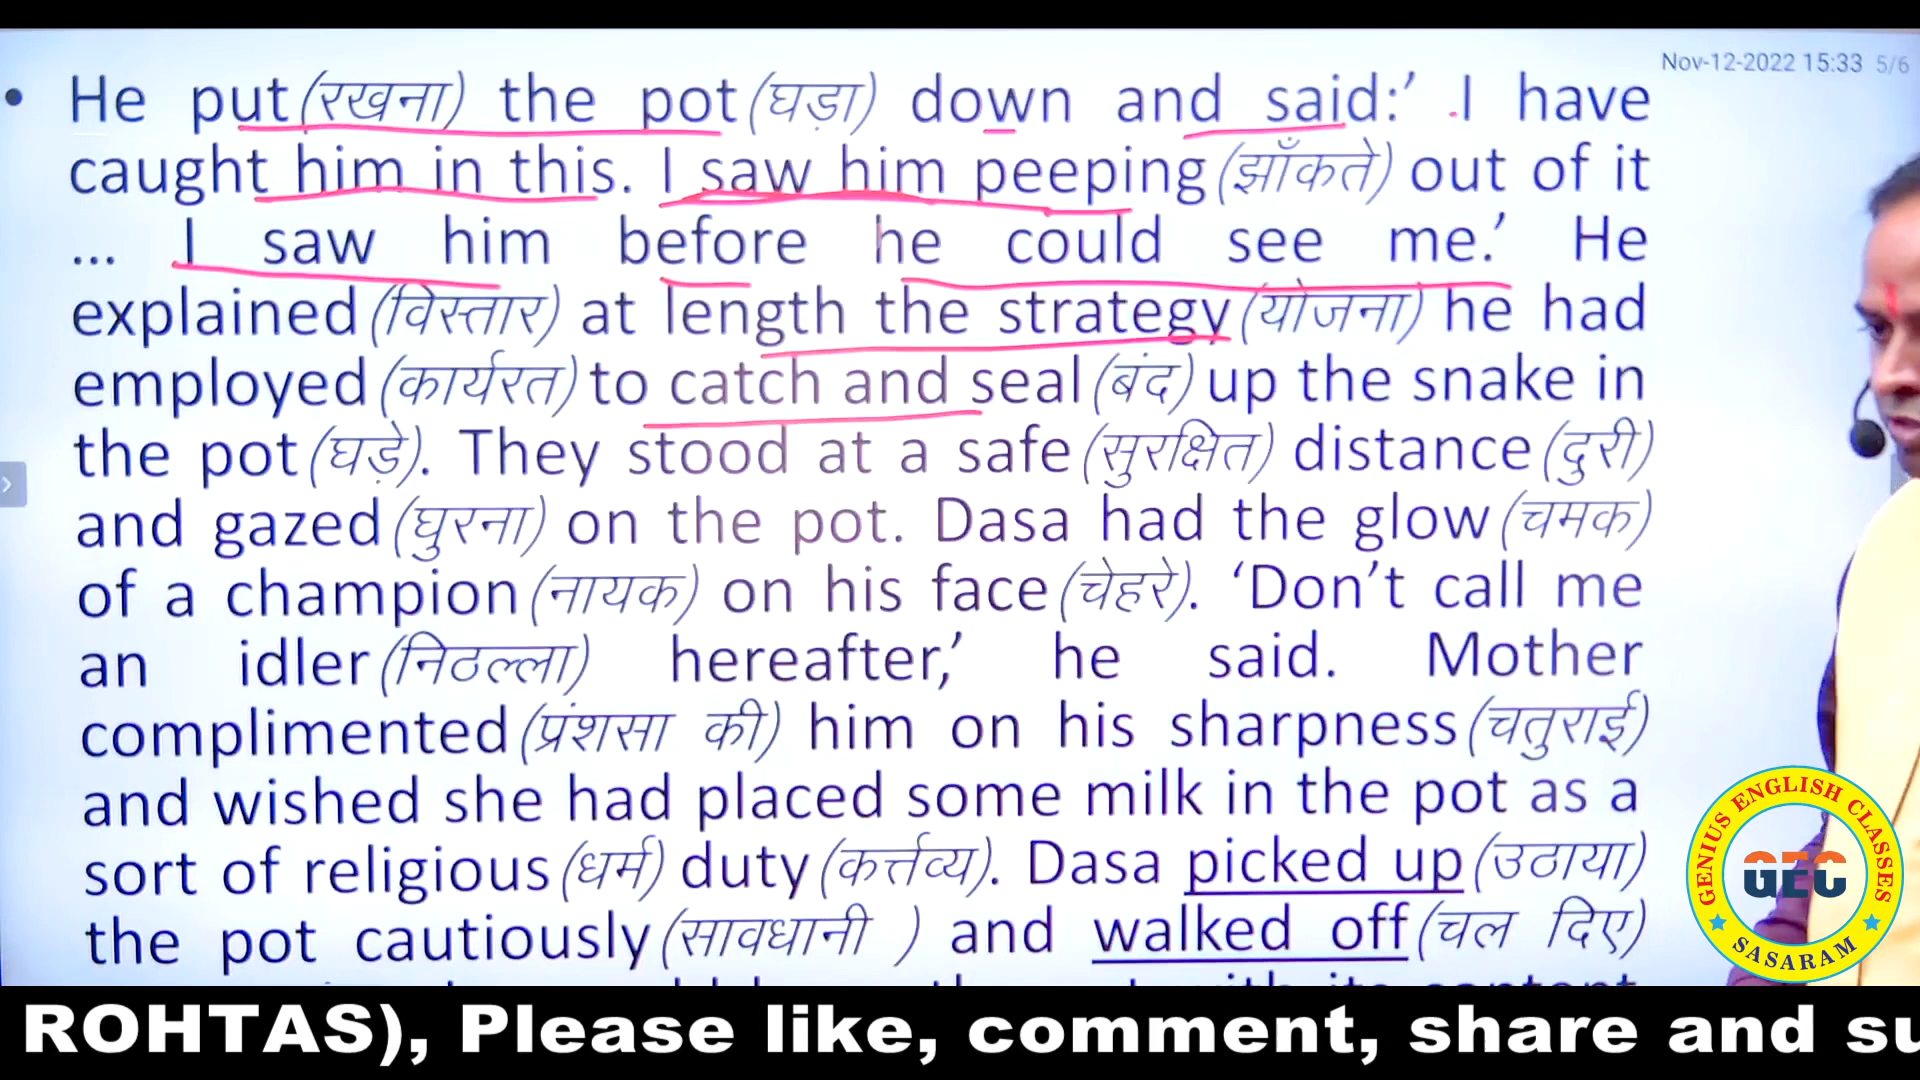 Nov-12-2022 15:33 5/6
• He put(रखना) the pot(घड़ा) down and said:’ I have
caught him in this. I saw him peeping(झाँकते) out of it
... I saw him before he could see me.’ He
explained(विस्तार) at length the strategy(योजना) he had
employed(कार्यरत) to catch and seal(बंद) up the snake in
the pot(घड़े). They stood at a safe(सुरक्षित) distance(दुरी)
and gazed(घुरना) on the pot. Dasa had the glow(चमक)
of a champion(नायक) on his face(चेहरे). ‘Don’t call me
an idler(निठल्ला) hereafter,’ he said. Mother
complimented(प्रंशसा की) him on his sharpness(चतुराई)
and wished she had placed some milk in the pot as a
sort of religious(धर्म) duty(कर्त्तव्य). Dasa picked up(उठाया)
the pot cautiously(सावधानी ) and walked off(चल दिए)
GENIUS ENGLISH CLASSES
GEC
SASARAM
ROHTAS), Please like, comment, share and su